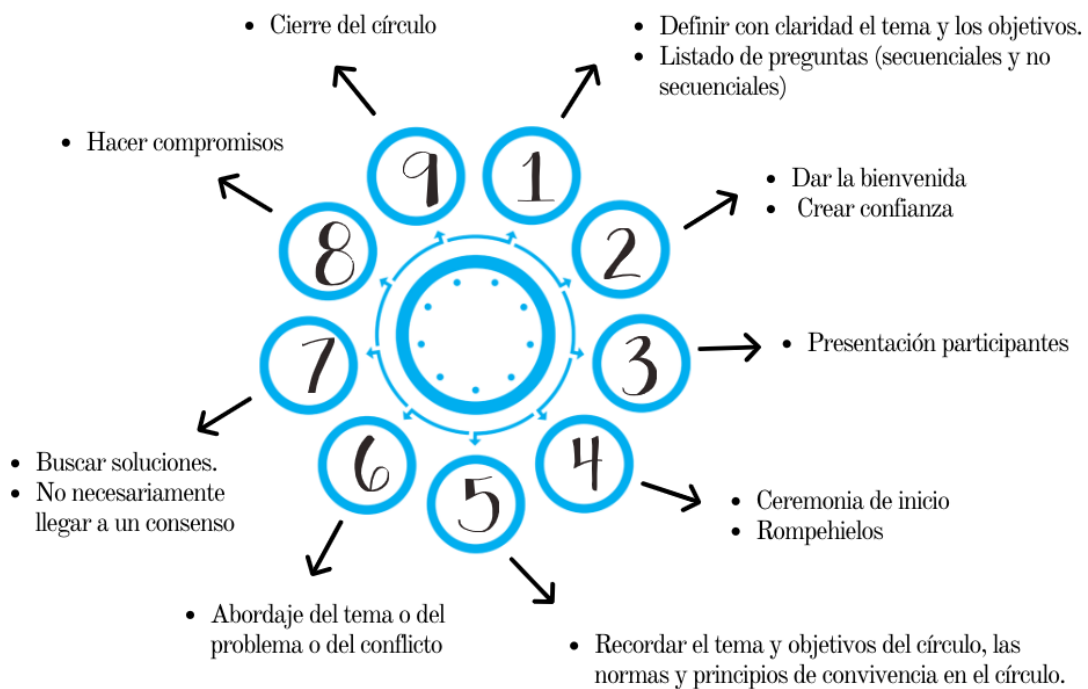 1
• Definir con claridad el tema y los objetivos.
• Listado de preguntas (secuenciales y no
secuenciales)
2
• Dar la bienvenida
• Crear confianza
3
• Presentación participantes
4
• Ceremonia de inicio
• Rompehielos
5
• Recordar el tema y objetivos del círculo, las
normas y principios de convivencia en el círculo.
6
• Abordaje del tema o del
problema o del conflicto
7
• Buscar soluciones.
• No necesariamente
llegar a un consenso
8
• Hacer compromisos
9
• Cierre del círculo